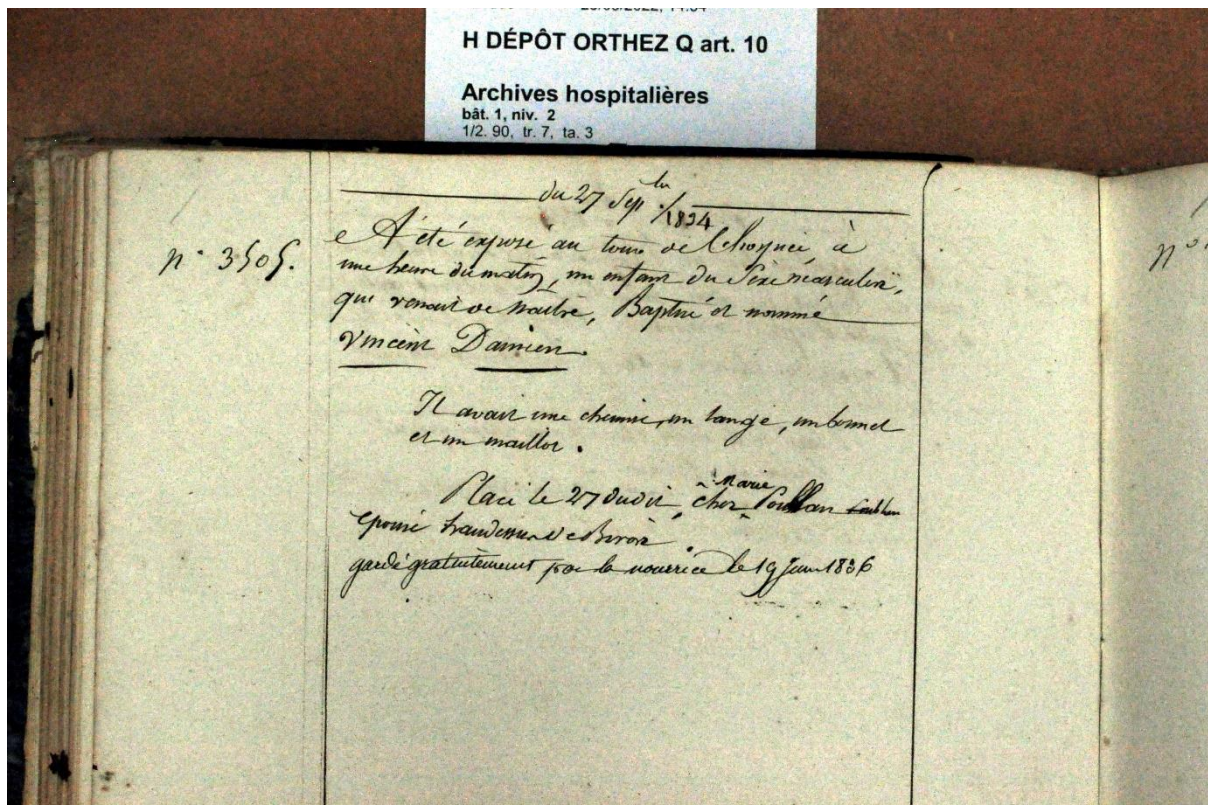 H DÉPÔT ORTHEZ Q art. 10
Archives hospitalières
bât. 1, niv. 2
1/2. 90, tr. 7, ta. 3
du 27 Sep.bre 1834
n° 3505.
A été exposé au tour de l'hospice à
une heure du matin, un enfant du Sexe masculin,
qui venait de naître, Baptisé et nommé
Vincent Damien.
Il avait une chemise, un lange, un bonnet
et un maillot.
Placé le 27 dudit, chez Marie
épouse
gardé gratuitement par la nourrice le 19 Juin 1836
n°